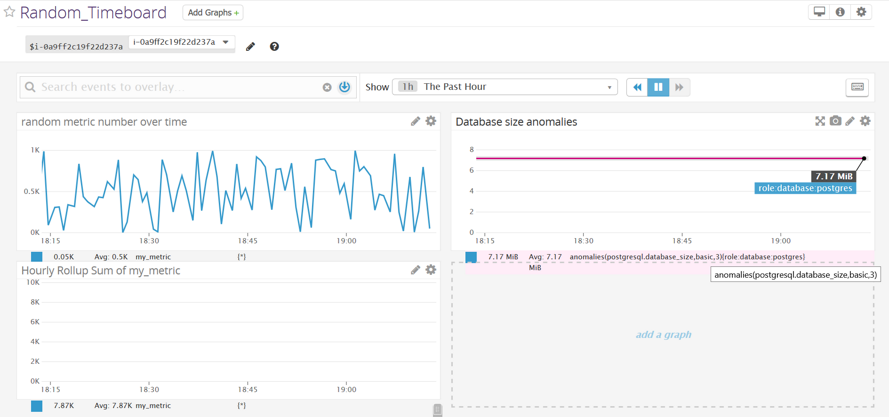 Random_Timeboard
Add Graphs +
$i-0a9ff2c19f22d237a
i-0a9ff2c19f22d237a
Search events to overlay...
Show
1h
The Past Hour
random metric number over time
1K
0.5K
0K
18:15
18:30
18:45
19:00
0.05K
Avg: 0.5K
my_metric
{*}
Database size anomalies
8
6
4
2
0
7.17 MiB
role:database:postgres
18:15
18:30
18:45
19:00
7.17 MiB
Avg: 7.17
MiB
anomalies(postgresql.database_size,basic,3){role:database:postgres}
anomalies(postgresql.database_size,basic,3)
Hourly Rollup Sum of my_metric
10K
8K
6K
4K
2K
0K
18:15
18:30
18:45
19:00
7.87K
Avg: 7.87K
my_metric
{*}
add a graph